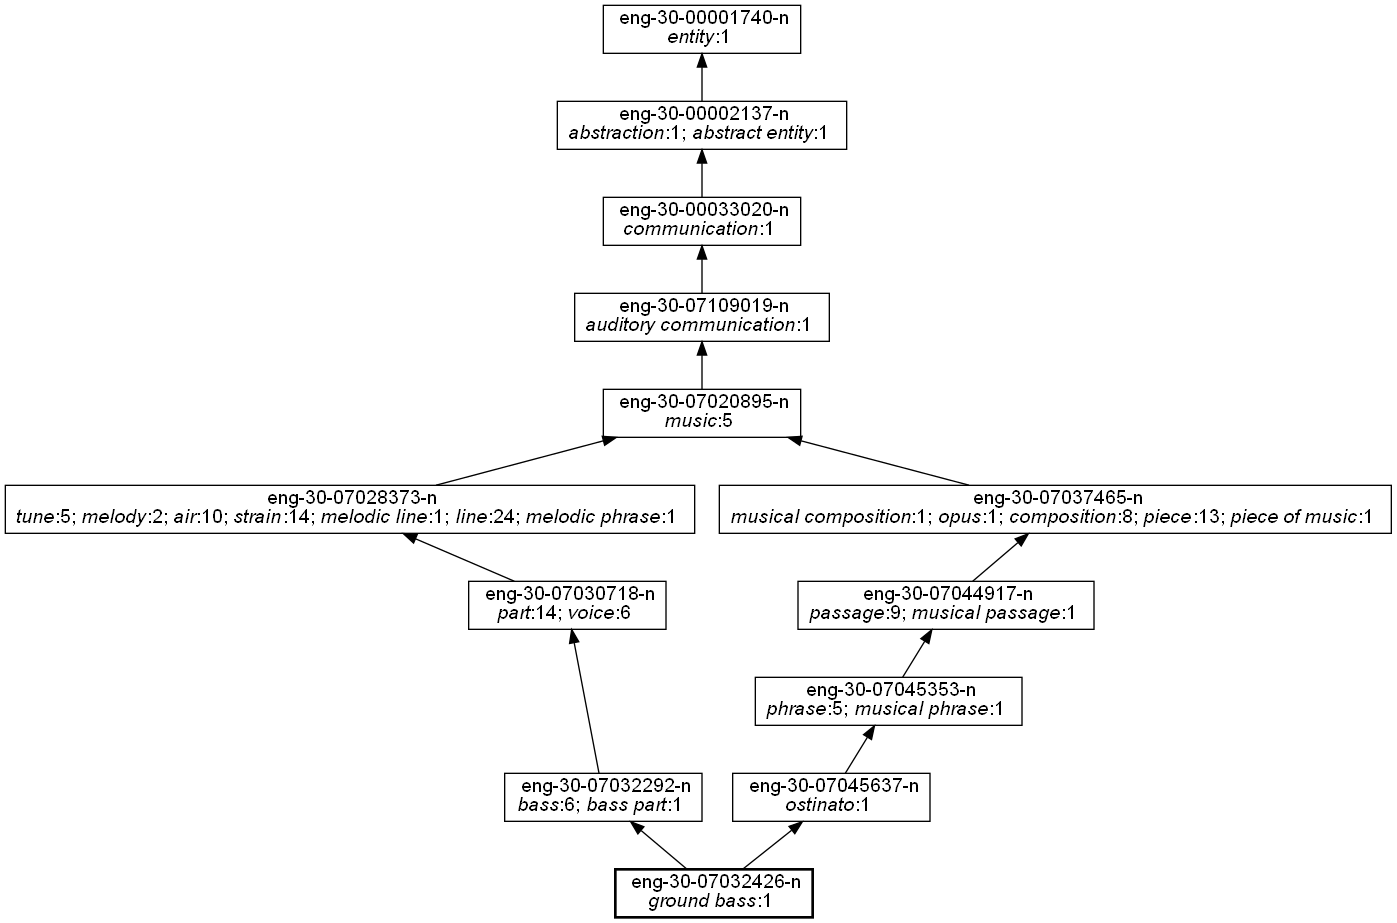 eng-30-00001740-n
entity:1
eng-30-00002137-n
abstraction:1; abstract entity:1
eng-30-00033020-n
communication:1
eng-30-07109019-n
auditory communication:1
eng-30-07020895-n
music:5
eng-30-07028373-n
tune:5; melody:2; air:10; strain:14; melodic line:1; line:24; melodic phrase:1
eng-30-07037465-n
musical composition:1; opus:1; composition:8; piece:13; piece of music:1
eng-30-07030718-n
part:14; voice:6
eng-30-07044917-n
passage:9; musical passage:1
eng-30-07045353-n
phrase:5; musical phrase:1
eng-30-07032292-n
bass:6; bass part:1
eng-30-07045637-n
ostinato:1
eng-30-07032426-n
ground bass:1